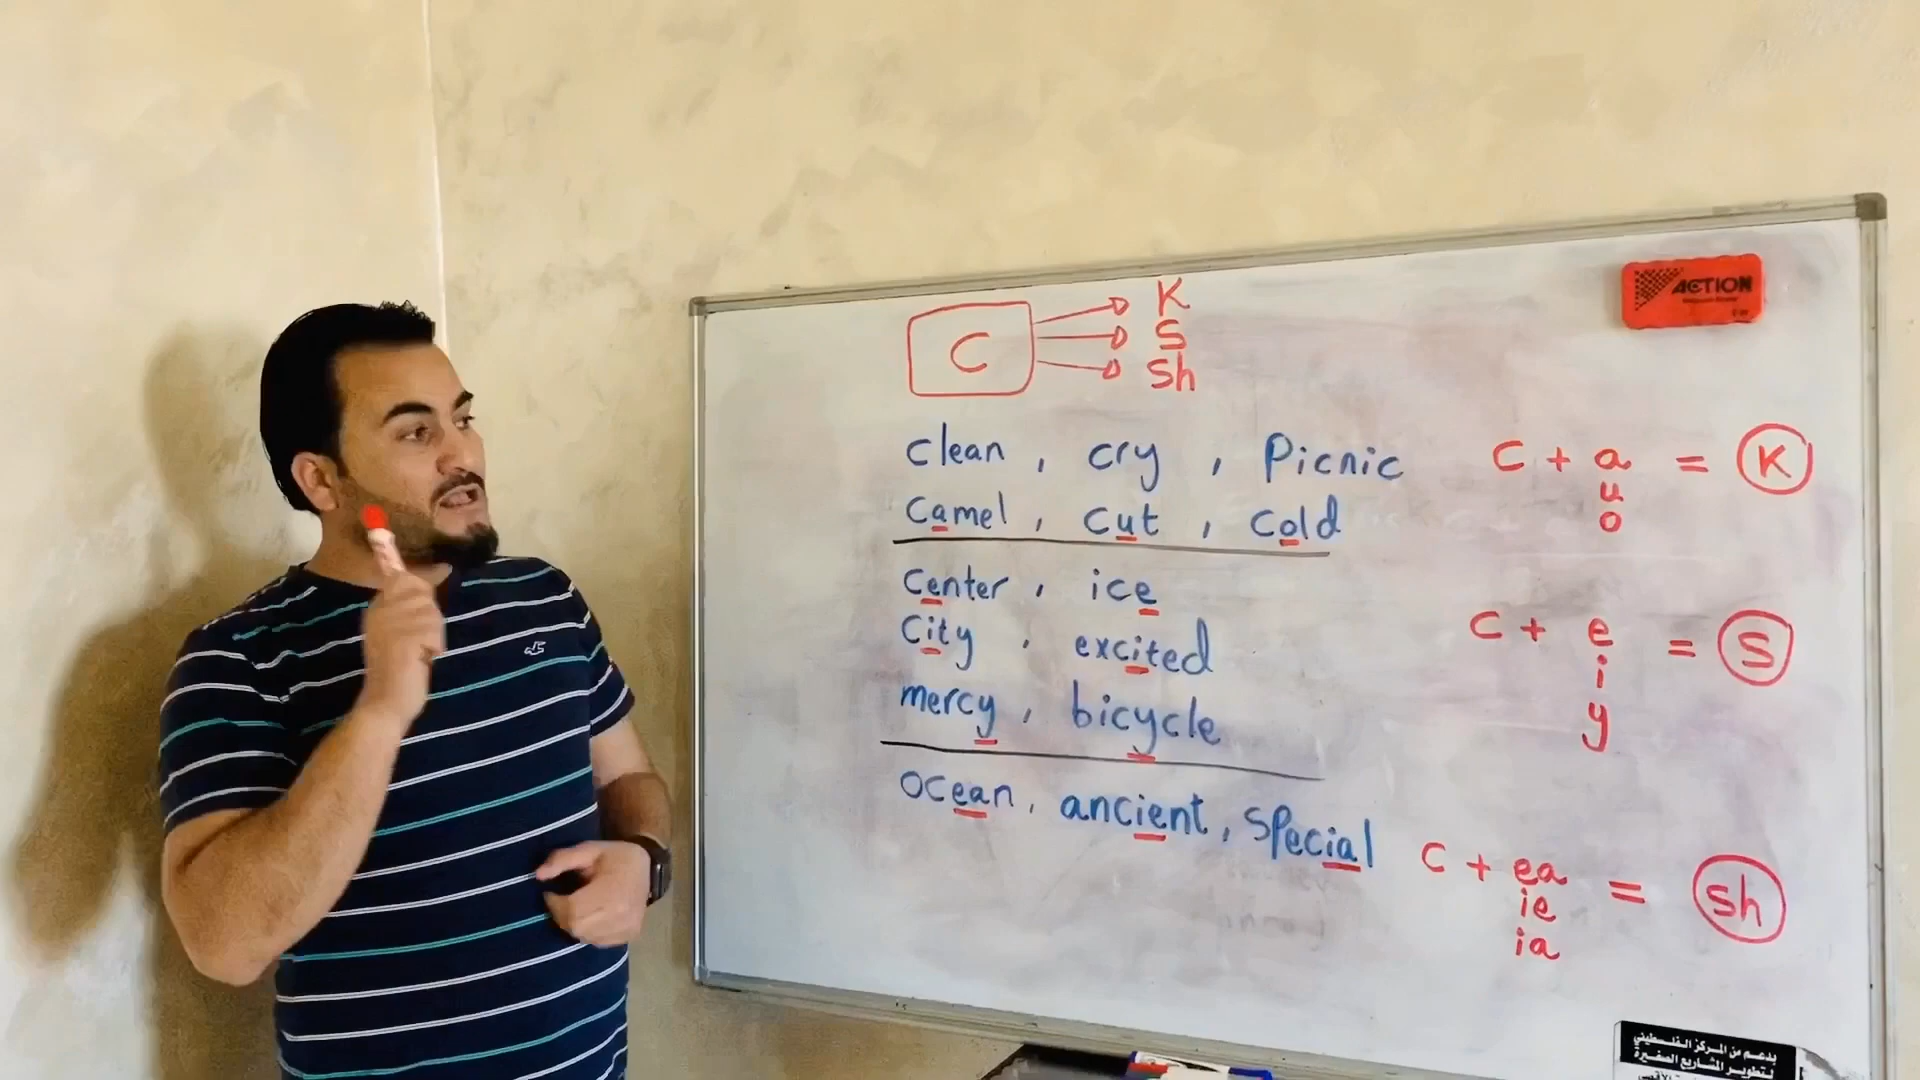 C K
S
Sh
clean , cry , Picnic
Camel , Cut , Cold
C + a = K
u
o
Center , ice
City , excited
mercy , bicycle
C + e = S
i
y
Ocean , ancient , Special
C + ea = Sh
ie
ia
ACTION
بدعم من المركز الفلسطيني
لتطوير المشاريع الصغيرة